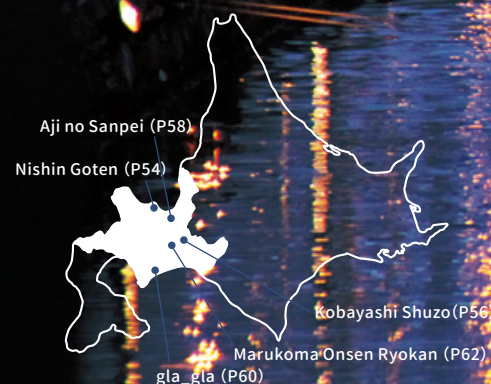 Aji no Sanpei (P58)
Nishin Goten (P54)
Kobayashi Shuzo(P56
Marukoma Onsen Ryokan (P62)
gla_gla (P60)